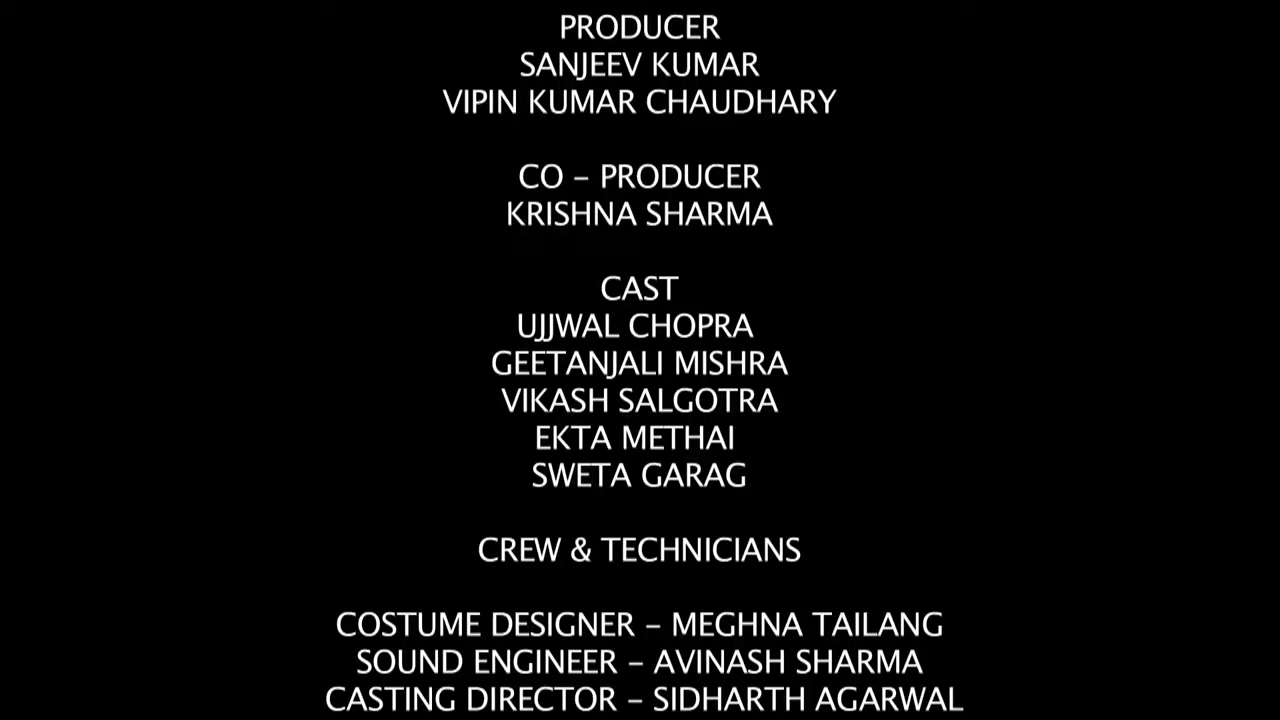 PRODUCER
SANJEEV KUMAR
VIPIN KUMAR CHAUDHARY
CO – PRODUCER
KRISHNA SHARMA
CAST
UJJWAL CHOPRA
GEETANJALI MISHRA
VIKASH SALGOTRA
EKTA METHAI
SWETA GARAG
CREW & TECHNICIANS
COSTUME DESIGNER – MEGHNA TAILANG
SOUND ENGINEER – AVINASH SHARMA
CASTING DIRECTOR – SIDHARTH AGARWAL